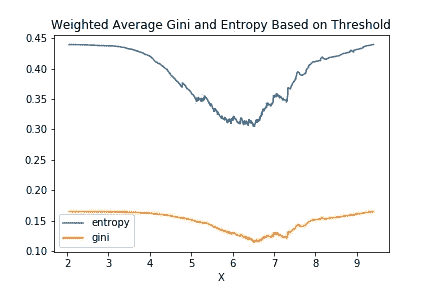 Weighted Average Gini and Entropy Based on Threshold
0.45
0.40
0.35
0.30
0.25
0.20
0.15
0.10
entropy
gini
2 3 4 5 6 7 8 9
X